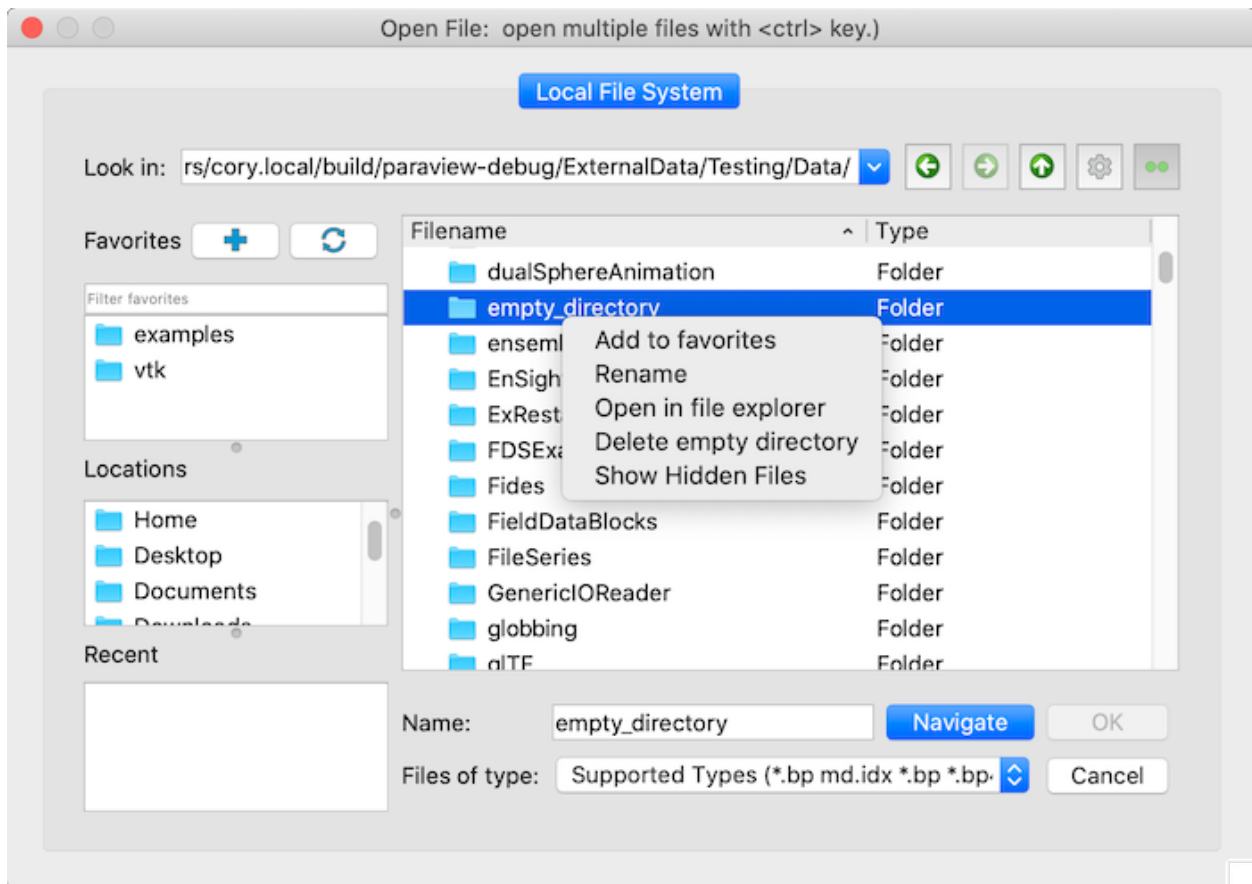 Open File:  open multiple files with <ctrl> key.)
Local File System
Look in: rs/cory.local/build/paraview-debug/ExternalData/Testing/Data/
Favorites
Filter favorites
examples
vtk
Locations
Home
Desktop
Documents
Downloads
Recent
Filename Type
dualSphereAnimation Folder
empty_directory Folder
Folder
Folder
Folder
Folder
Fides Folder
FieldDataBlocks Folder
FileSeries Folder
GenericIOReader Folder
globbing Folder
glTF Folder
Add to favorites
Rename
Open in file explorer
Delete empty directory
Show Hidden Files
Name: empty_directory Navigate OK
Files of type: Supported Types (*.bp md.idx *.bp *.bp Cancel